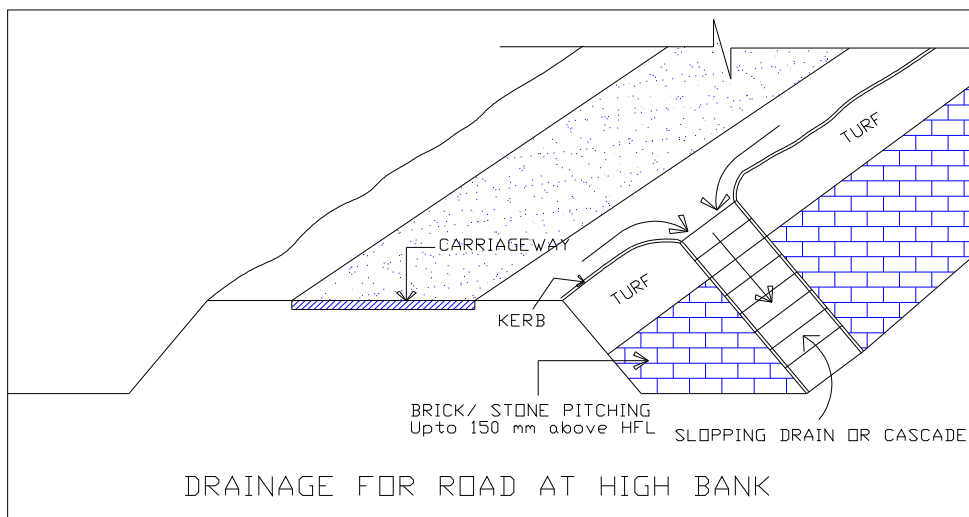 TURF
CARRIAGEWAY
TURF
KERB
BRICK/ STONE PITCHING
Upto 150 mm above HFL
SLOPPING DRAIN OR CASCADE
DRAINAGE FOR ROAD AT HIGH BANK